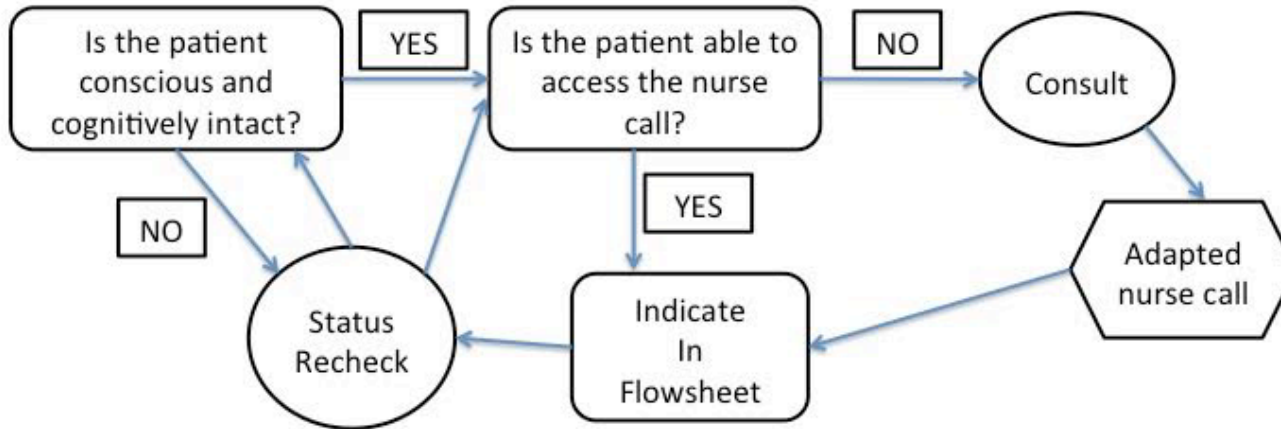 Is the patient
conscious and
cognitively intact?
YES
Is the patient able to
access the nurse
call?
NO
Consult
NO
YES
Adapted
nurse call
Status
Recheck
Indicate
In
Flowsheet